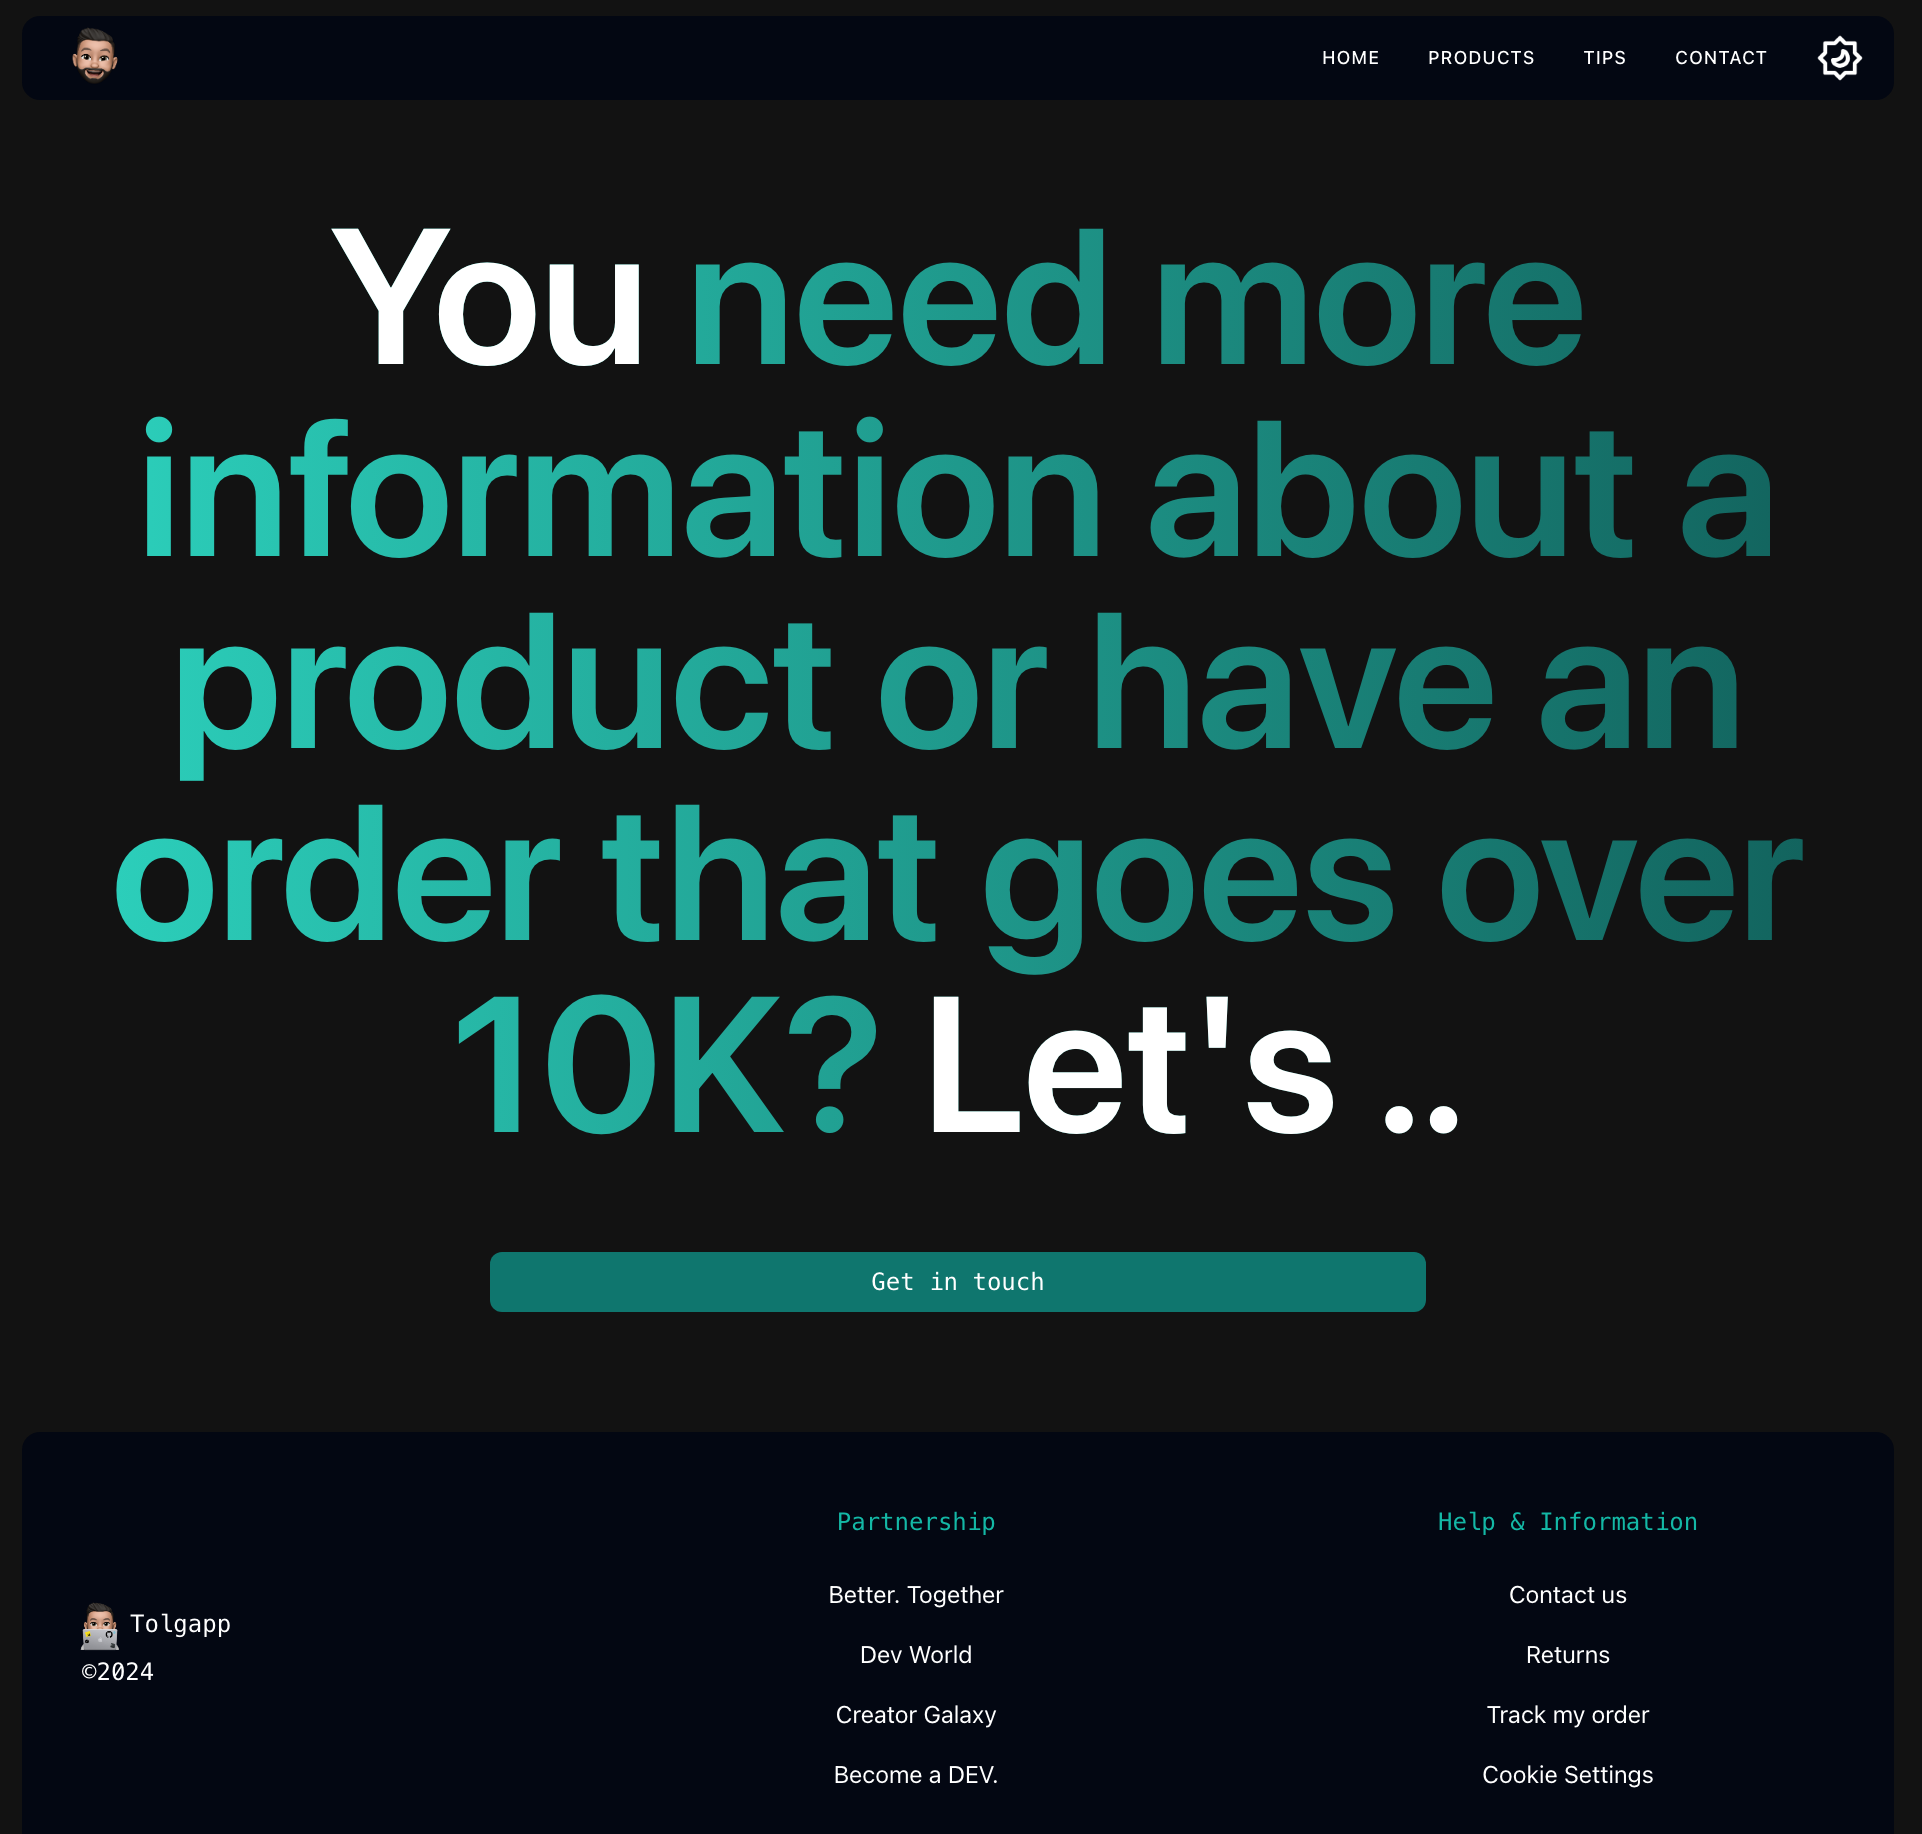 HOME PRODUCTS TIPS CONTACT
You need more
information about a
product or have an
order that goes over
10K? Let's ..
Get in touch
Tolgapp
©2024
Partnership
Better. Together
Dev World
Creator Galaxy
Become a DEV.
Help & Information
Contact us
Returns
Track my order
Cookie Settings